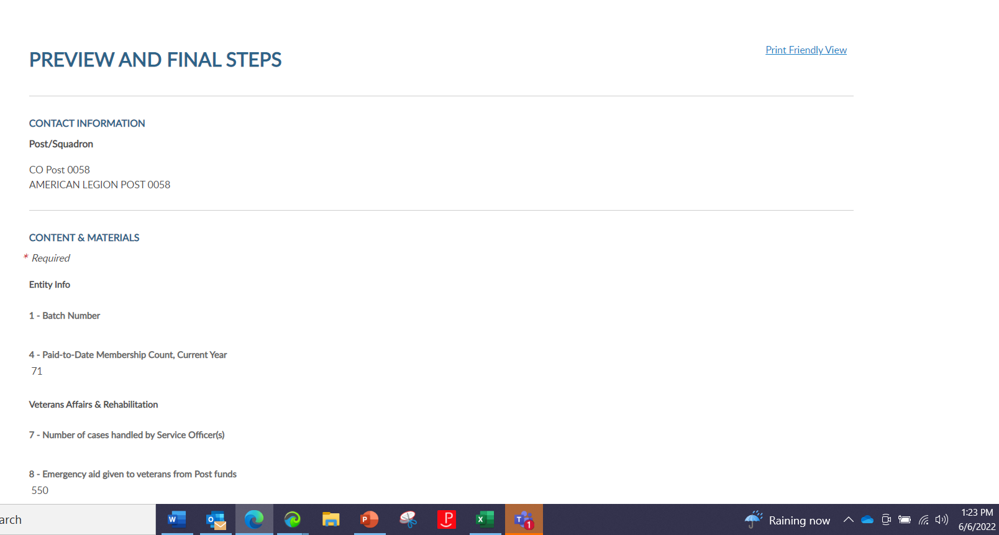 Print Friendly View
PREVIEW AND FINAL STEPS
CONTACT INFORMATION
Post/Squadron
CO Post 0058
AMERICAN LEGION POST 0058
CONTENT & MATERIALS
* Required
Entity Info
1 - Batch Number
4 - Paid-to-Date Membership Count, Current Year
71
Veterans Affairs & Rehabilitation
7 - Number of cases handled by Service Officer(s)
8 - Emergency aid given to veterans from Post funds
550
arch
W
O
P
X
T
1
Raining now
1:23 PM
6/6/2022